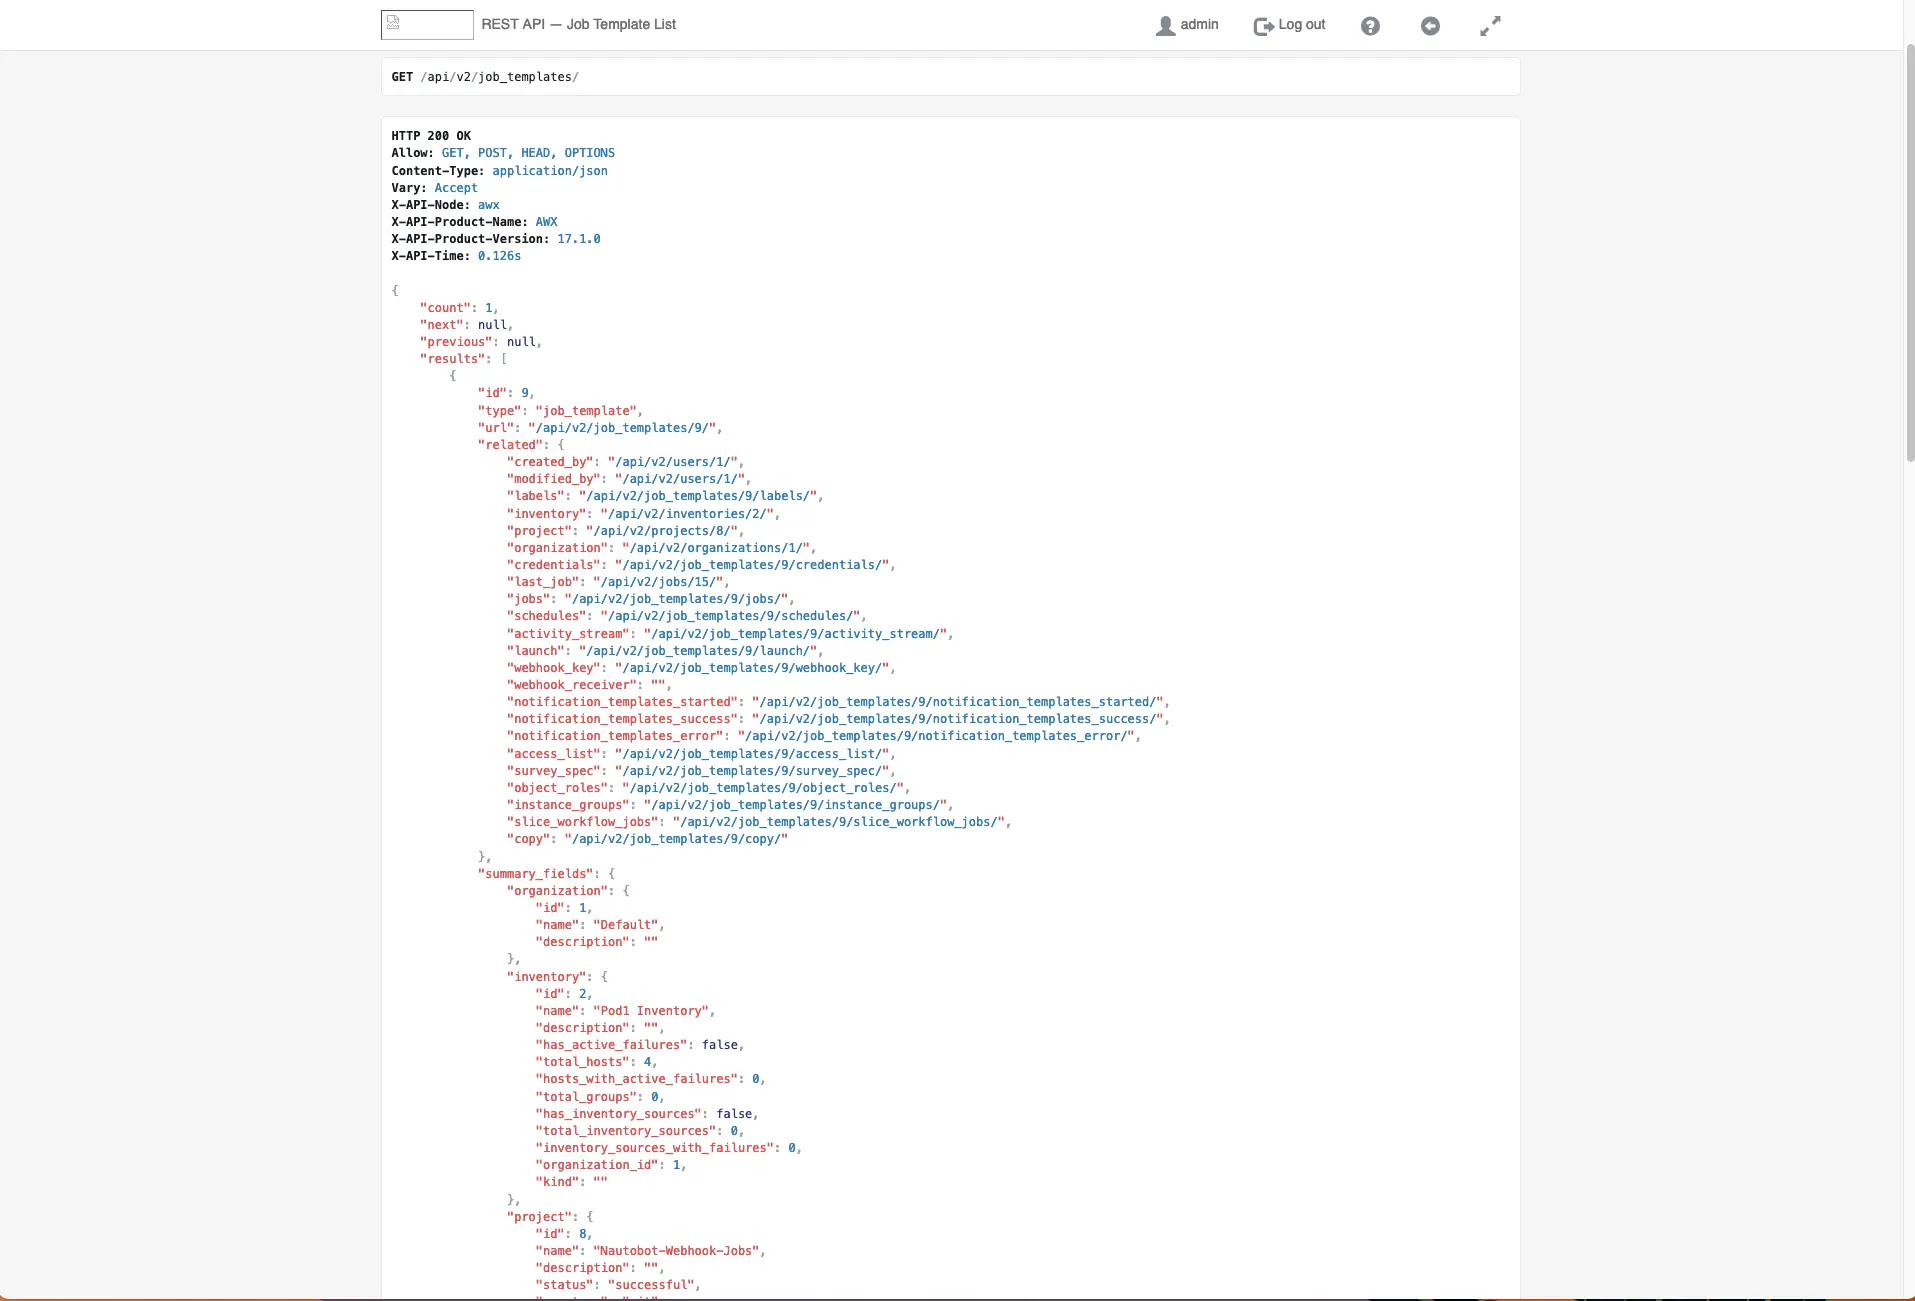 REST API — Job Template List
admin
Log out
GET /api/v2/job_templates/
HTTP 200 OK
Allow: GET, POST, HEAD, OPTIONS
Content-Type: application/json
Vary: Accept
X-API-Node: awx
X-API-Product-Name: AWX
X-API-Product-Version: 17.1.0
X-API-Time: 0.126s
{
"count": 1,
"next": null,
"previous": null,
"results": [
{
"id": 9,
"type": "job_template",
"url": "/api/v2/job_templates/9/",
"related": {
"created_by": "/api/v2/users/1/",
"modified_by": "/api/v2/users/1/",
"labels": "/api/v2/job_templates/9/labels/",
"inventory": "/api/v2/inventories/2/",
"project": "/api/v2/projects/8/",
"organization": "/api/v2/organizations/1/",
"credentials": "/api/v2/job_templates/9/credentials/",
"last_job": "/api/v2/jobs/15/",
"jobs": "/api/v2/job_templates/9/jobs/",
"schedules": "/api/v2/job_templates/9/schedules/",
"activity_stream": "/api/v2/job_templates/9/activity_stream/",
"launch": "/api/v2/job_templates/9/launch/",
"webhook_key": "/api/v2/job_templates/9/webhook_key/",
"webhook_receiver": "",
"notification_templates_started": "/api/v2/job_templates/9/notification_templates_started/",
"notification_templates_success": "/api/v2/job_templates/9/notification_templates_success/",
"notification_templates_error": "/api/v2/job_templates/9/notification_templates_error/",
"access_list": "/api/v2/job_templates/9/access_list/",
"survey_spec": "/api/v2/job_templates/9/survey_spec/",
"object_roles": "/api/v2/job_templates/9/object_roles/",
"instance_groups": "/api/v2/job_templates/9/instance_groups/",
"slice_workflow_jobs": "/api/v2/job_templates/9/slice_workflow_jobs/",
"copy": "/api/v2/job_templates/9/copy/"
},
"summary_fields": {
"organization": {
"id": 1,
"name": "Default",
"description": ""
},
"inventory": {
"id": 2,
"name": "Pod1 Inventory",
"description": "",
"has_active_failures": false,
"total_hosts": 4,
"hosts_with_active_failures": 0,
"total_groups": 0,
"has_inventory_sources": false,
"total_inventory_sources": 0,
"inventory_sources_with_failures": 0,
"organization_id": 1,
"kind": ""
},
"project": {
"id": 8,
"name": "Nautobot-Webhook-Jobs",
"description": "",
"status": "successful",